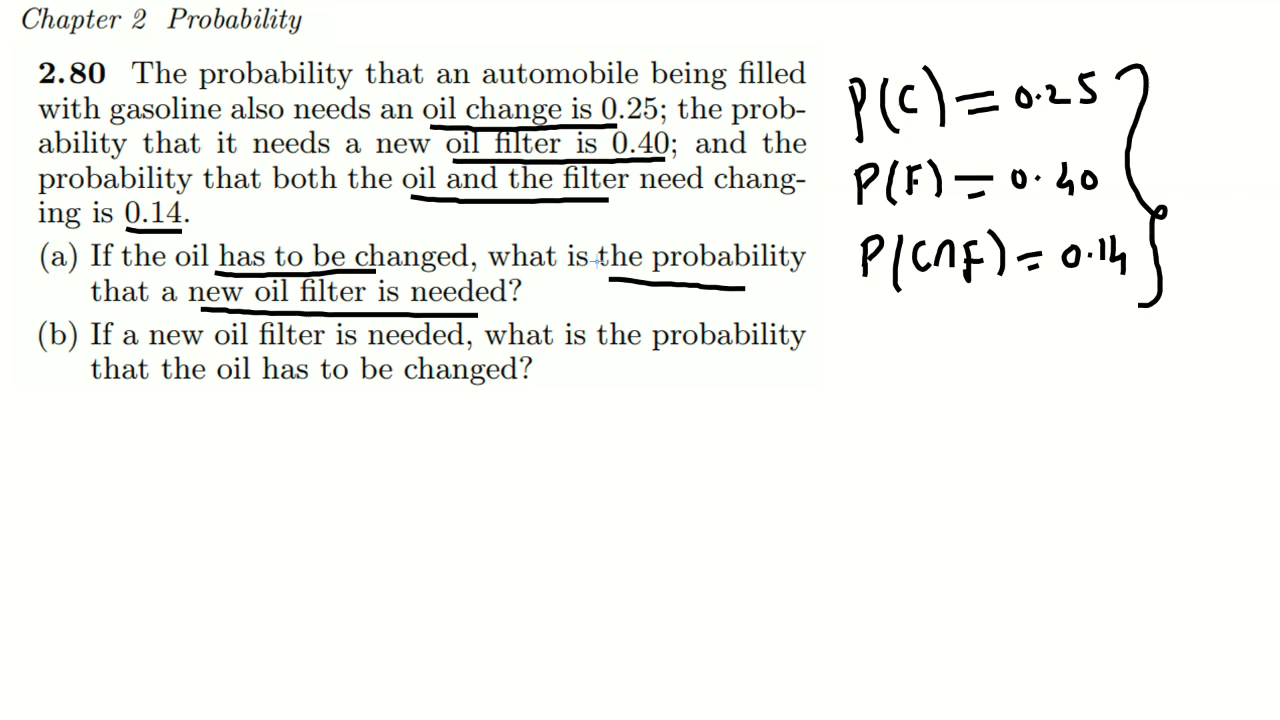 Chapter 2 Probability
2.80 The probability that an automobile being filled
with gasoline also needs an oil change is 0.25; the prob-
ability that it needs a new oil filter is 0.40; and the
probability that both the oil and the filter need chang-
ing is 0.14.
(a) If the oil has to be changed, what is the probability
that a new oil filter is needed?
(b) If a new oil filter is needed, what is the probability
that the oil has to be changed?
P(C) = 0.25
P(F) = 0.40
P(C∩F) = 0.14